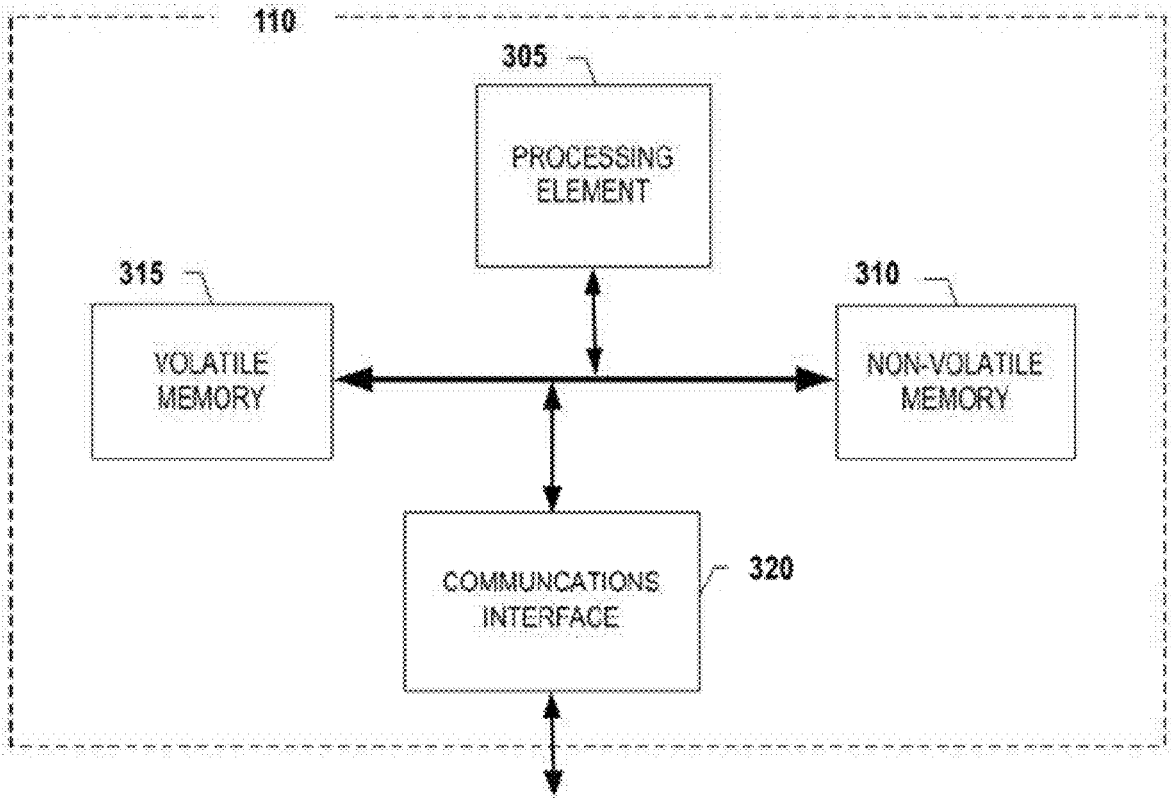 110
305
PROCESSING
ELEMENT
315
VOLATILE
MEMORY
310
NON-VOLATILE
MEMORY
COMMUNCATIONS
INTERFACE
320